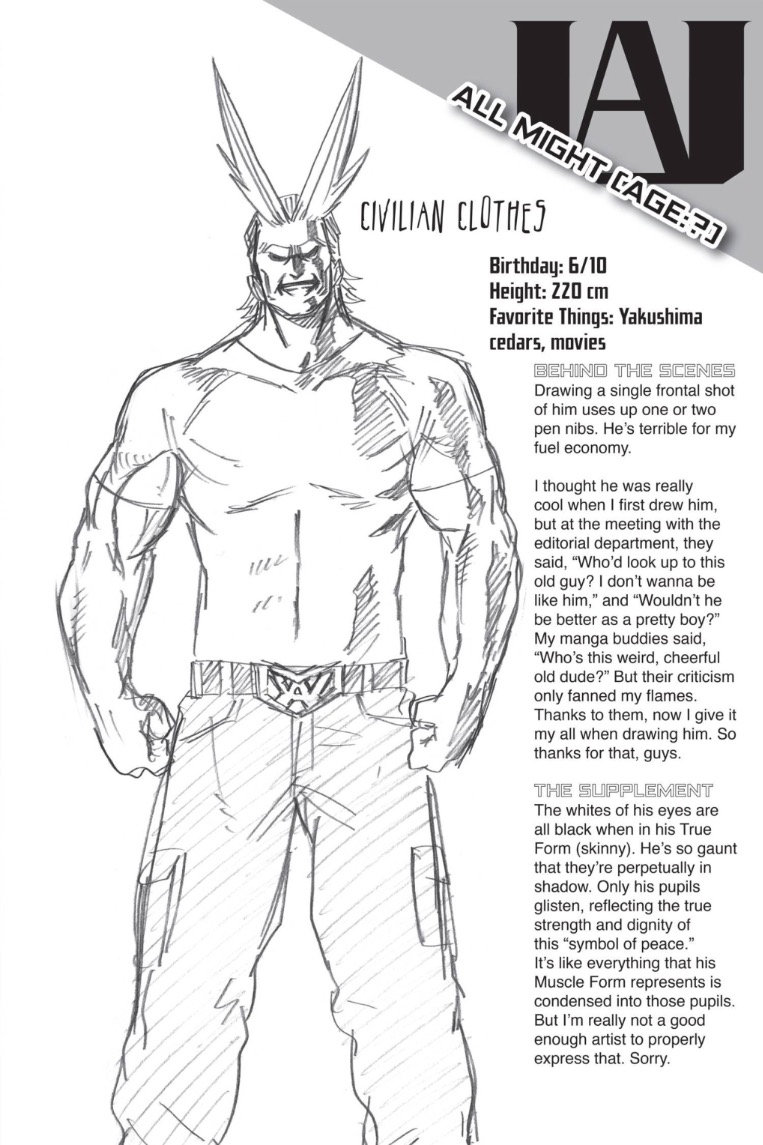 UA
ALL MIGHT (AGE:?)
CIVILIAN CLOTHES
Birthday: 6/10
Height: 220 cm
Favorite Things: Yakushima
cedars, movies
BEHIND THE SCENES
Drawing a single frontal shot
of him uses up one or two
pen nibs. He's terrible for my
fuel economy.
I thought he was really
cool when I first drew him,
but at the meeting with the
editorial department, they
said, “Who'd look up to this
old guy? I don't wanna be
like him,” and “Wouldn't he
be better as a pretty boy?”
My manga buddies said,
“Who's this weird, cheerful
old dude?” But their criticism
only fanned my flames.
Thanks to them, now I give it
my all when drawing him. So
thanks for that, guys.
THE SUPPLEMENT
The whites of his eyes are
all black when in his True
Form (skinny). He's so gaunt
that they're perpetually in
shadow. Only his pupils
glisten, reflecting the true
strength and dignity of
this “symbol of peace.”
It's like everything that his
Muscle Form represents is
condensed into those pupils.
But I'm really not a good
enough artist to properly
express that. Sorry.